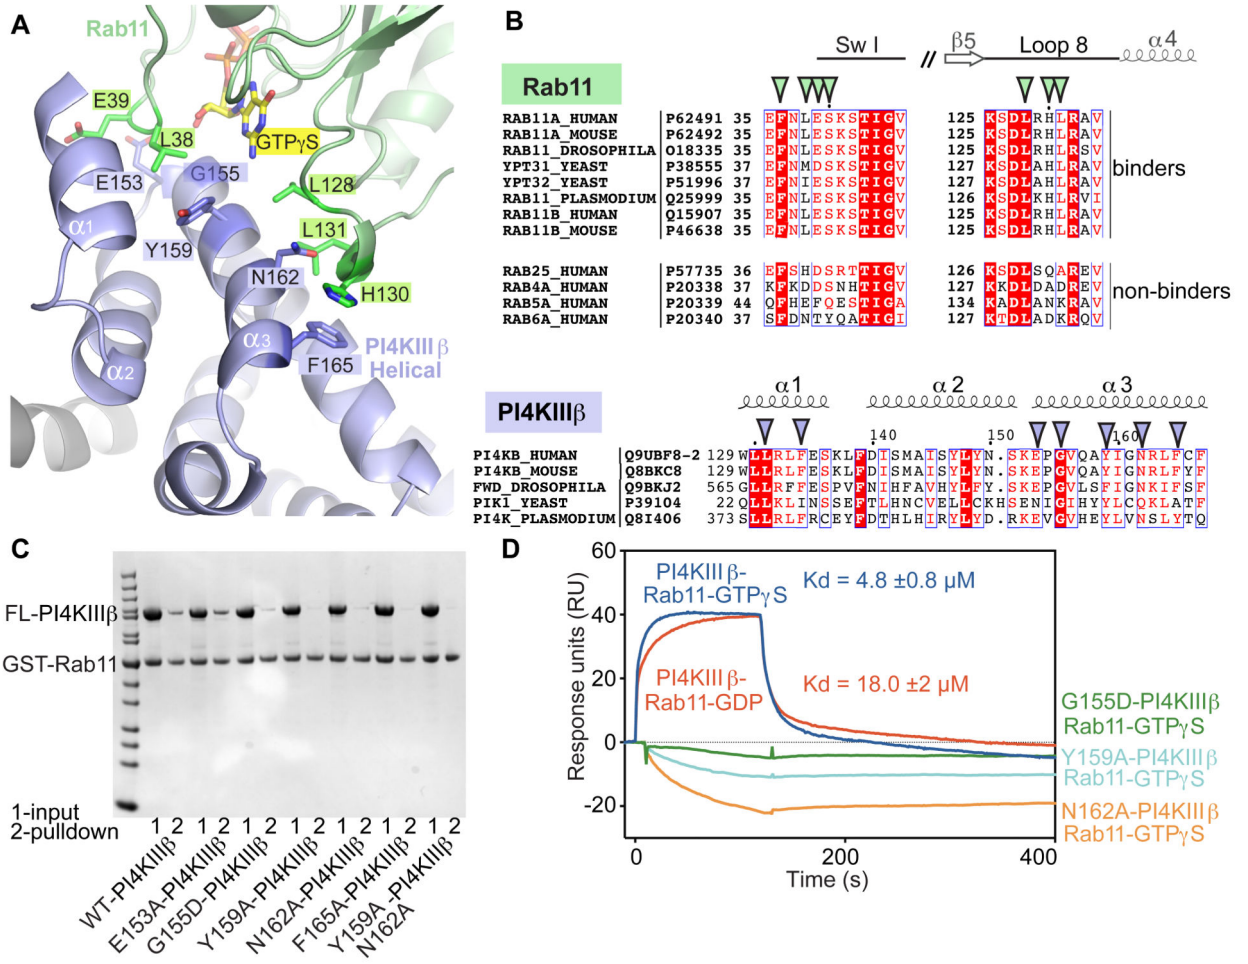 A
Rab11
E39
L38
GTPγS
E153
G155
L128
α1
Y159
L131
N162
H130
α3
PI4KIIIβ
Helical
F165
α2
B
Sw I
//
β5
Loop 8
α4
Rab11
RAB11A_HUMAN P62491 35 EFNLESKSTIGV 125 KSDLRHLRAV
RAB11A_MOUSE P62492 35 EFNLESKSTIGV 125 KSDLRHLRAV
RAB11_DROSOPHILA O18335 35 EFNLESKSTIGV 125 KSDLRHLRSV
YPT31_YEAST P38555 37 EFNMDSKSTIGV 127 KSDLAHLRAV
YPT32_YEAST P51996 37 EFNIESKSTIGV 127 KSDLAHLRAV
RAB11_PLASMODIUM Q25999 35 EFNLESKSTIGV 126 KSDLKHLRVI
RAB11B_HUMAN Q15907 35 EFNLESKSTIGV 125 KSDLRHLRAV
RAB11B_MOUSE P46638 35 EFNLESKSTIGV 125 KSDLRHLRAV
binders
RAB25_HUMAN P57735 36 EFSHDSRTTIGV 126 KSDLSQAREV
RAB4A_HUMAN P20338 37 KFKDDSNHTIGV 127 KKDLDADREV
RAB5A_HUMAN P20339 44 QFHEFQESTIGA 134 KADLANKRAV
RAB6A_HUMAN P20340 37 SFDNTYQATIGI 127 KTDLADKRQV
non-binders
PI4KIIIβ
α1
α2
α3
140
150
160
PI4KB_HUMAN Q9UBF8-2 129 WLLRLFESKLFDISMAISYLYN.SKEPGVQAYIGNRLFCF
PI4KB_MOUSE Q8BKC8 129 WLLRLFESKLFDISMAISYLYN.SKEPGVQAYIGNRLFCF
FWD_DROSOPHILA Q9BKJ2 565 GLLRFFESPVFNIHFAVHYLFY.SKEPGVLSFIGNKIFSF
PIK1_YEAST P39104 22 QLLKLINSSEFTLHNCVIYLLCKHSENIGIHYYLCQKLATF
PI4K_PLASMODIUM Q8I406 373 SLLRLFRCEYFDTHLHIRYLYD.RKEVGVHEYLVNSLYTQ
C
FL-PI4KIIIβ
GST-Rab11
1-input
2-pulldown
1 2 1 2 1 2 1 2 1 2 1 2 1 2
WT-PI4KIIIβ
E153A-PI4KIIIβ
G155D-PI4KIIIβ
Y159A-PI4KIIIβ
N162A-PI4KIIIβ
F165A-PI4KIIIβ
Y159A -PI4KIIIβ
N162A
D
60
40
20
0
-20
Response units (RU)
PI4KIIIβ-
Rab11-GTPγS
Kd = 4.8 ±0.8 μM
PI4KIIIβ-
Rab11-GDP
Kd = 18.0 ±2 μM
G155D-PI4KIIIβ
Rab11-GTPγS
Y159A-PI4KIIIβ
Rab11-GTPγS
N162A-PI4KIIIβ
Rab11-GTPγS
0
200
400
Time (s)